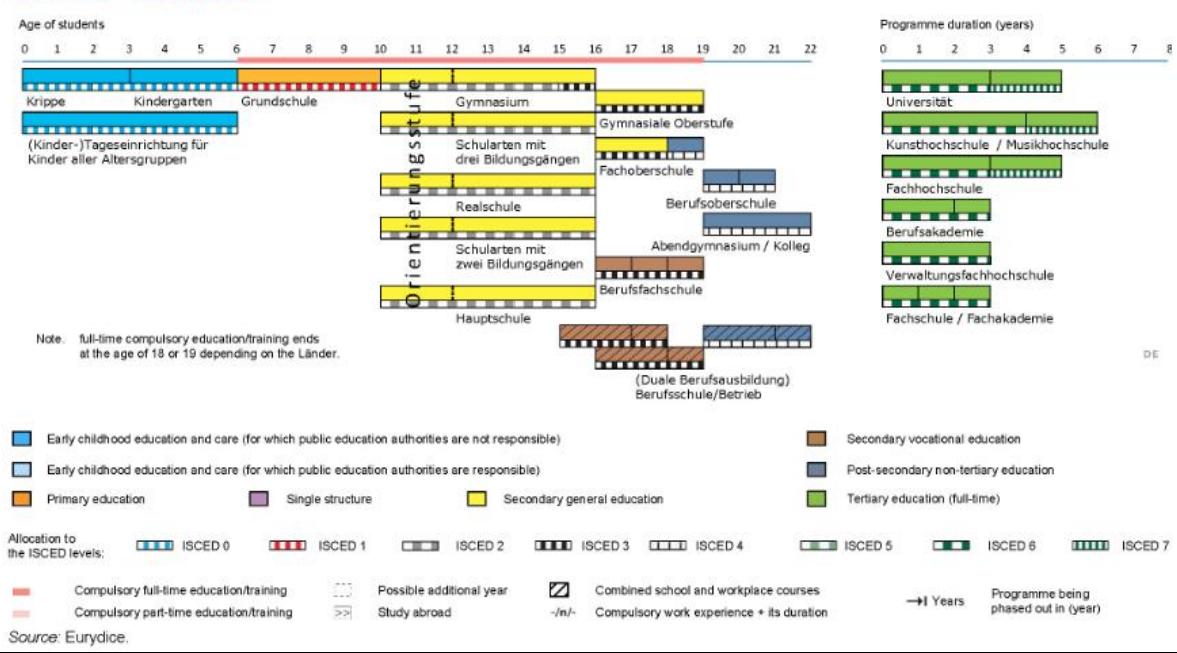 Age of students
Programme duration (years)
0 1 2 3 4 5 6 7 8 9 10 11 12 13 14 15 16 17 18 19 20 21 22
0 1 2 3 4 5 6 7 8
Krippe
Kindergarten
Grundschule
Gymnasium
Gymnasiale Oberstufe
(Kinder-)Tageseinrichtung für
Kinder aller Altersgruppen
Orientierungsstufe
Schularten mit
drei Bildungsgängen
Fachoberschule
Realschule
Berufsoberschule
Schularten mit
zwei Bildungsgängen
Abendgymnasium / Kolleg
Berufsfachschule
Hauptschule
(Duale Berufsausbildung)
Berufsschule/Betrieb
Universität
Kunsthochschule / Musikhochschule
Fachhochschule
Berufsakademie
Verwaltungsfachhochschule
Fachschule / Fachakademie
Note. full-time compulsory education/training ends
at the age of 18 or 19 depending on the Länder.
DE
Early childhood education and care (for which public education authorities are not responsible)
Secondary vocational education
Early childhood education and care (for which public education authorities are responsible)
Post-secondary non-tertiary education
Primary education
Single structure
Secondary general education
Tertiary education (full-time)
Allocation to
the ISCED levels:
ISCED 0
ISCED 1
ISCED 2
ISCED 3
ISCED 4
ISCED 5
ISCED 6
ISCED 7
Compulsory full-time education/training
Possible additional year
Combined school and workplace courses
Compulsory part-time education/training
>> Study abroad
-/n/- Compulsory work experience + its duration
Years
Programme being
phased out in (year)
Source: Eurydice.